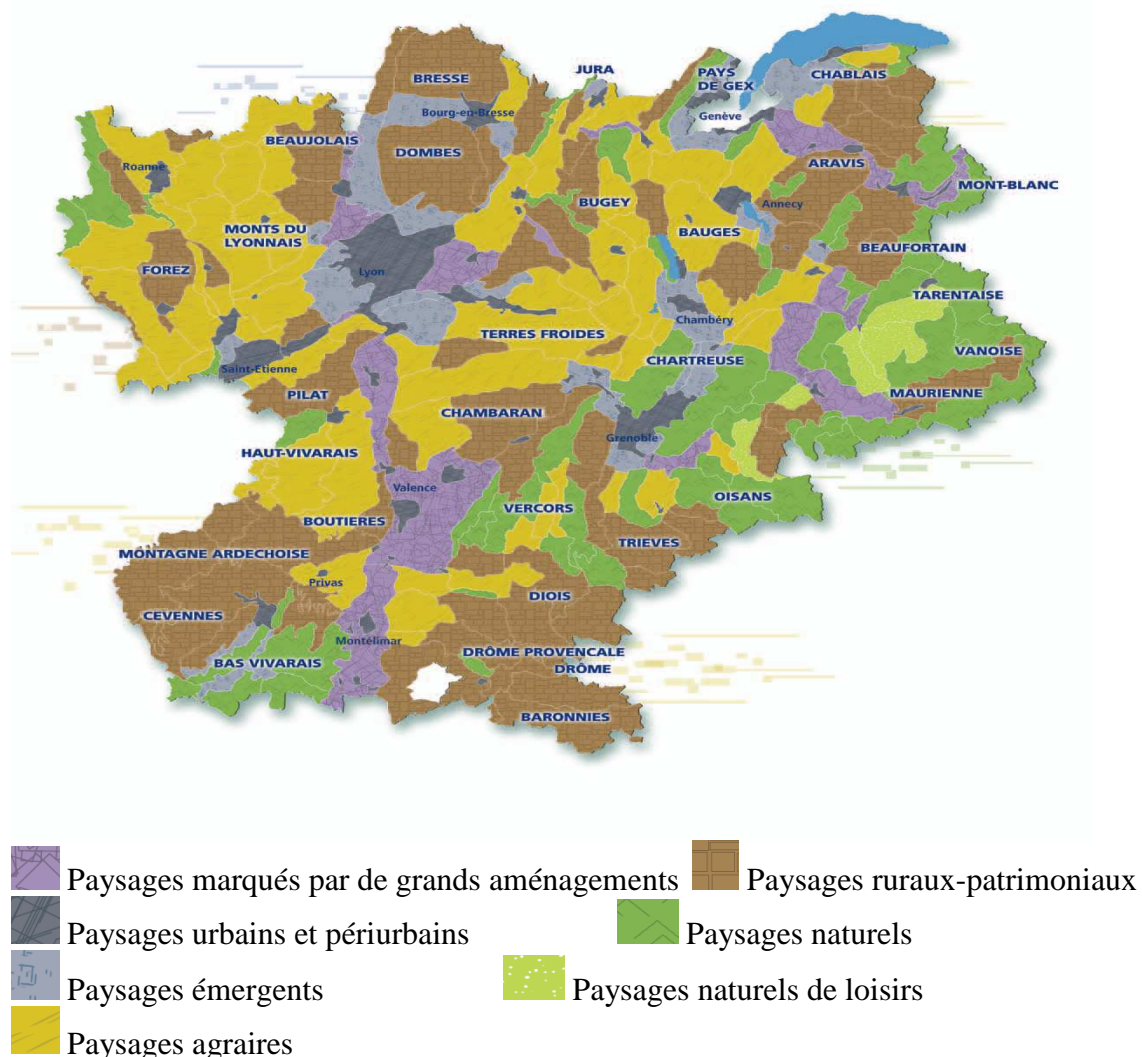 JURA
BRESSE
PAYS
DE GEX
CHABLAIS
Bourg-en-Bresse
Genève
BEAUJOLAIS
DOMBES
Roanne
ARAVIS
MONT-BLANC
BUGEY
Annecy
MONTS DU
LYONNAIS
BAUGES
BEAUFORTAIN
FOREZ
Lyon
TARENTAISE
Chambéry
TERRES FROIDES
VANOISE
CHARTREUSE
Saint-Etienne
MAURIENNE
PILAT
CHAMBARAN
Grenoble
HAUT-VIVARAIS
Valence
OISANS
VERCORS
BOUTIERES
TRIEVES
MONTAGNE ARDECHOISE
Privas
DIOIS
CEVENNES
Montélimar
DRÔME PROVENCALE
BAS VIVARAIS
DRÔME
BARONNIES
Paysages marqués par de grands aménagements Paysages ruraux-patrimoniaux
Paysages urbains et périurbains Paysages naturels
Paysages émergents Paysages naturels de loisirs
Paysages agraires